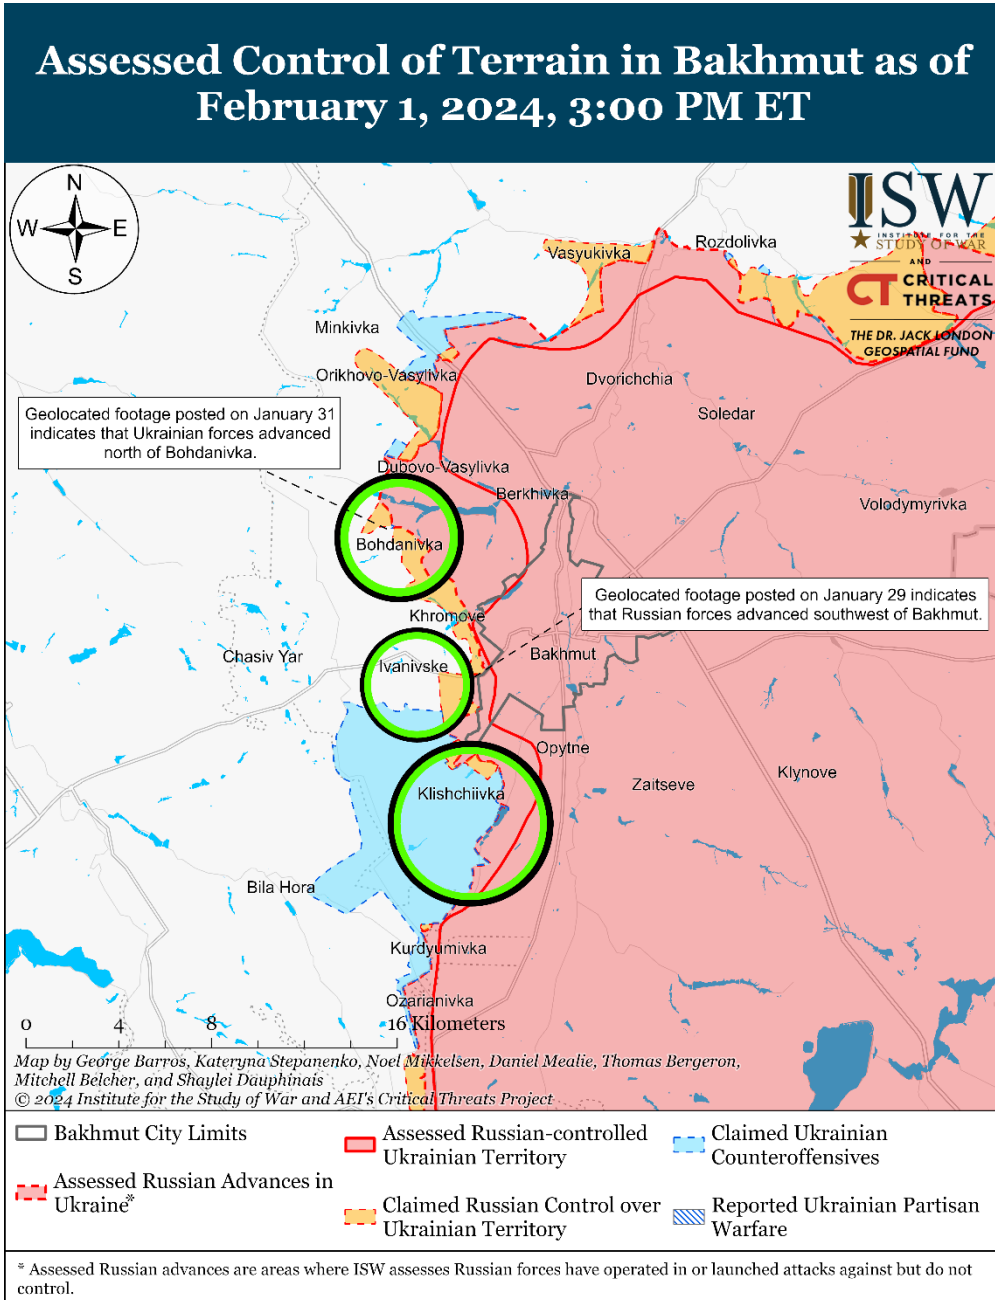 Assessed Control of Terrain in Bakhmut as of
February 1, 2024, 3:00 PM ET
N
W
E
S
ISW
INSTITUTE FOR THE
STUDY OF WAR
AND
CT CRITICAL
THREATS
THE DR. JACK LONDON
GEOSPATIAL FUND
Vasyukivka
Rozdolivka
Minkivka
Orikhovo-Vasylivka
Dvorichchia
Soledar
Geolocated footage posted on January 31
indicates that Ukrainian forces advanced
north of Bohdanivka.
Dubovo-Vasylivka
Berkhivka
Volodymyrivka
Bohdanivka
Geolocated footage posted on January 29 indicates
that Russian forces advanced southwest of Bakhmut.
Khromove
Chasiv Yar
Ivanivske
Bakhmut
Opytne
Zaitseve
Klynove
Klishchiivka
Bila Hora
Kurdyumivka
Ozarianivka
0 4 8 16 Kilometers
Map by George Barros, Kateryna Stepanenko, Noel Mikkelsen, Daniel Mealie, Thomas Bergeron,
Mitchell Belcher, and Shaylei Dauphinais
© 2024 Institute for the Study of War and AEI's Critical Threats Project
Bakhmut City Limits
Assessed Russian Advances in
Ukraine*
Assessed Russian-controlled
Ukrainian Territory
Claimed Russian Control over
Ukrainian Territory
Claimed Ukrainian
Counteroffensives
Reported Ukrainian Partisan
Warfare
* Assessed Russian advances are areas where ISW assesses Russian forces have operated in or launched attacks against but do not
control.